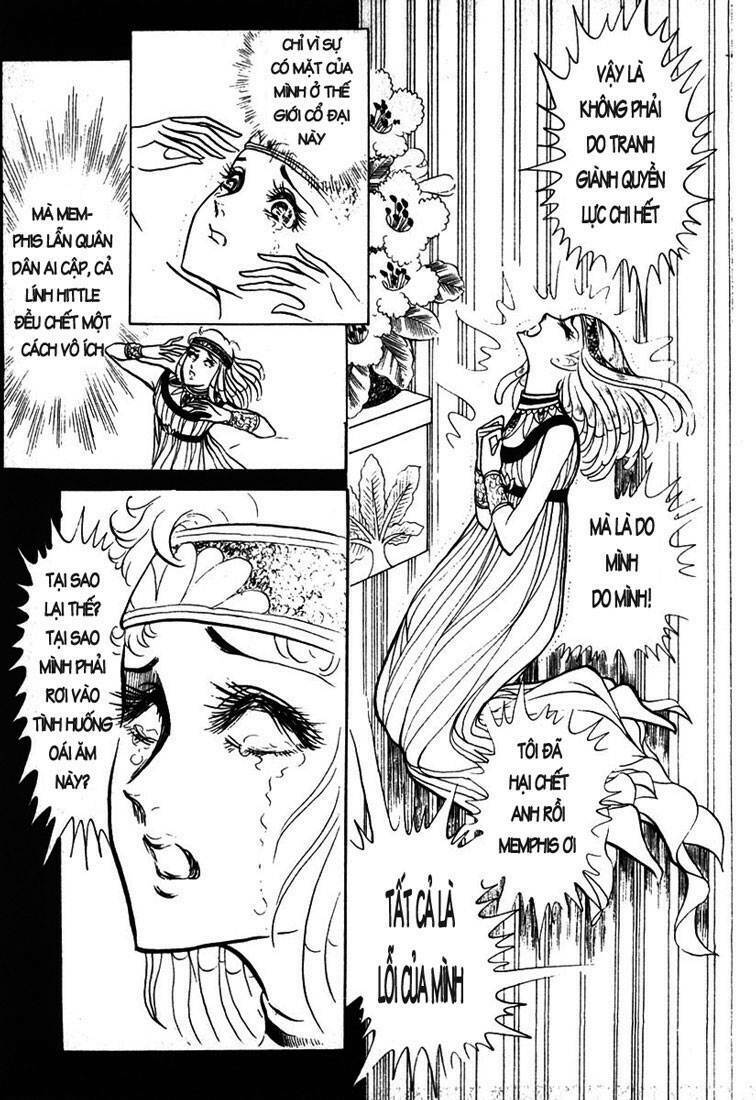 VẬY LÀ
KHÔNG PHẢI
DO TRANH
GIÀNH QUYỀN
LỰC CHI HẾT
MÀ LÀ DO
MÌNH
DO MÌNH!
TÔI ĐÃ
HẠI CHẾT
ANH RỒI
MEMPHIS ƠI
TẤT CẢ LÀ
LỖI CỦA MÌNH
CHỈ VÌ SỰ
CÓ MẶT CỦA
MÌNH Ở THẾ
GIỚI CỔ ĐẠI
NÀY
MÀ MEM-
PHIS LẪN QUÂN
DÂN AI CẬP, CẢ
LÍNH HITTLE
ĐỀU CHẾT MỘT
CÁCH VÔ ÍCH
TẠI SAO
LẠI THẾ?
TẠI SAO
MÌNH PHẢI
RƠI VÀO
TÌNH HUỐNG
OÁI ĂM
NÀY?